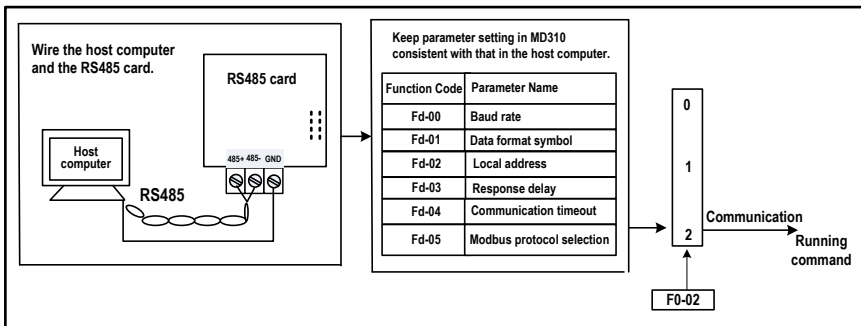 Wire the host computer
and the RS485 card.
RS485 card
485+ 485- GND
Host
computer
RS485
Keep parameter setting in MD310
consistent with that in the host computer.
Function Code Parameter Name
Fd-00 Baud rate
Fd-01 Data format symbol
Fd-02 Local address
Fd-03 Response delay
Fd-04 Communication timeout
Fd-05 Modbus protocol selection
0
1
2
Communication
Running
command
F0-02